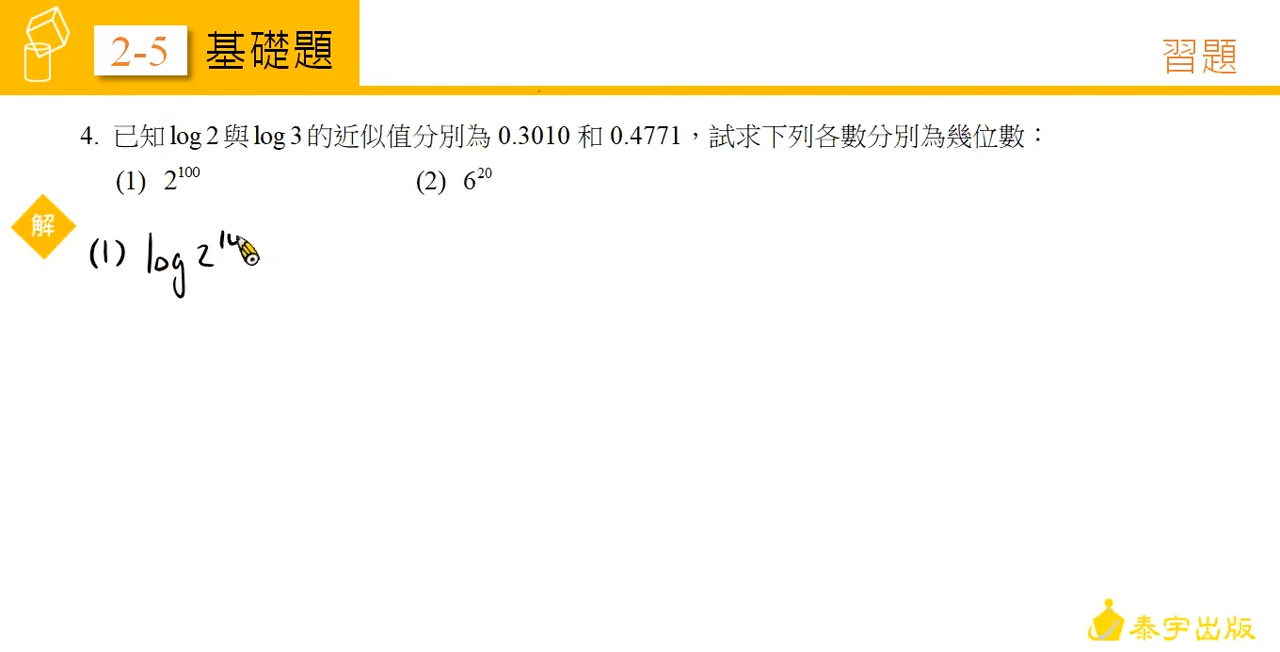 2-5 基礎題
習題
4. 已知 log 2 與 log 3 的近似值分別為 0.3010 和 0.4771，試求下列各數分別為幾位數：
(1) 2^100 (2) 6^20
解
(1) log 2^10
泰宇出版